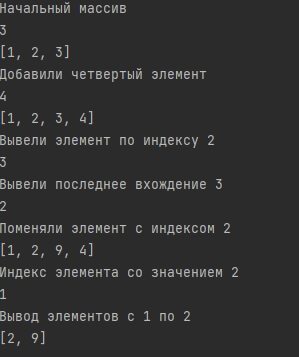 Начальный массив
3
[1, 2, 3]
Добавили четвертый элемент
4
[1, 2, 3, 4]
Вывели элемент по индексу 2
3
Вывели последнее вхождение 3
2
Поменяли элемент с индексом 2
[1, 2, 9, 4]
Индекс элемента со значением 2
1
Вывод элементов с 1 по 2
[2, 9]